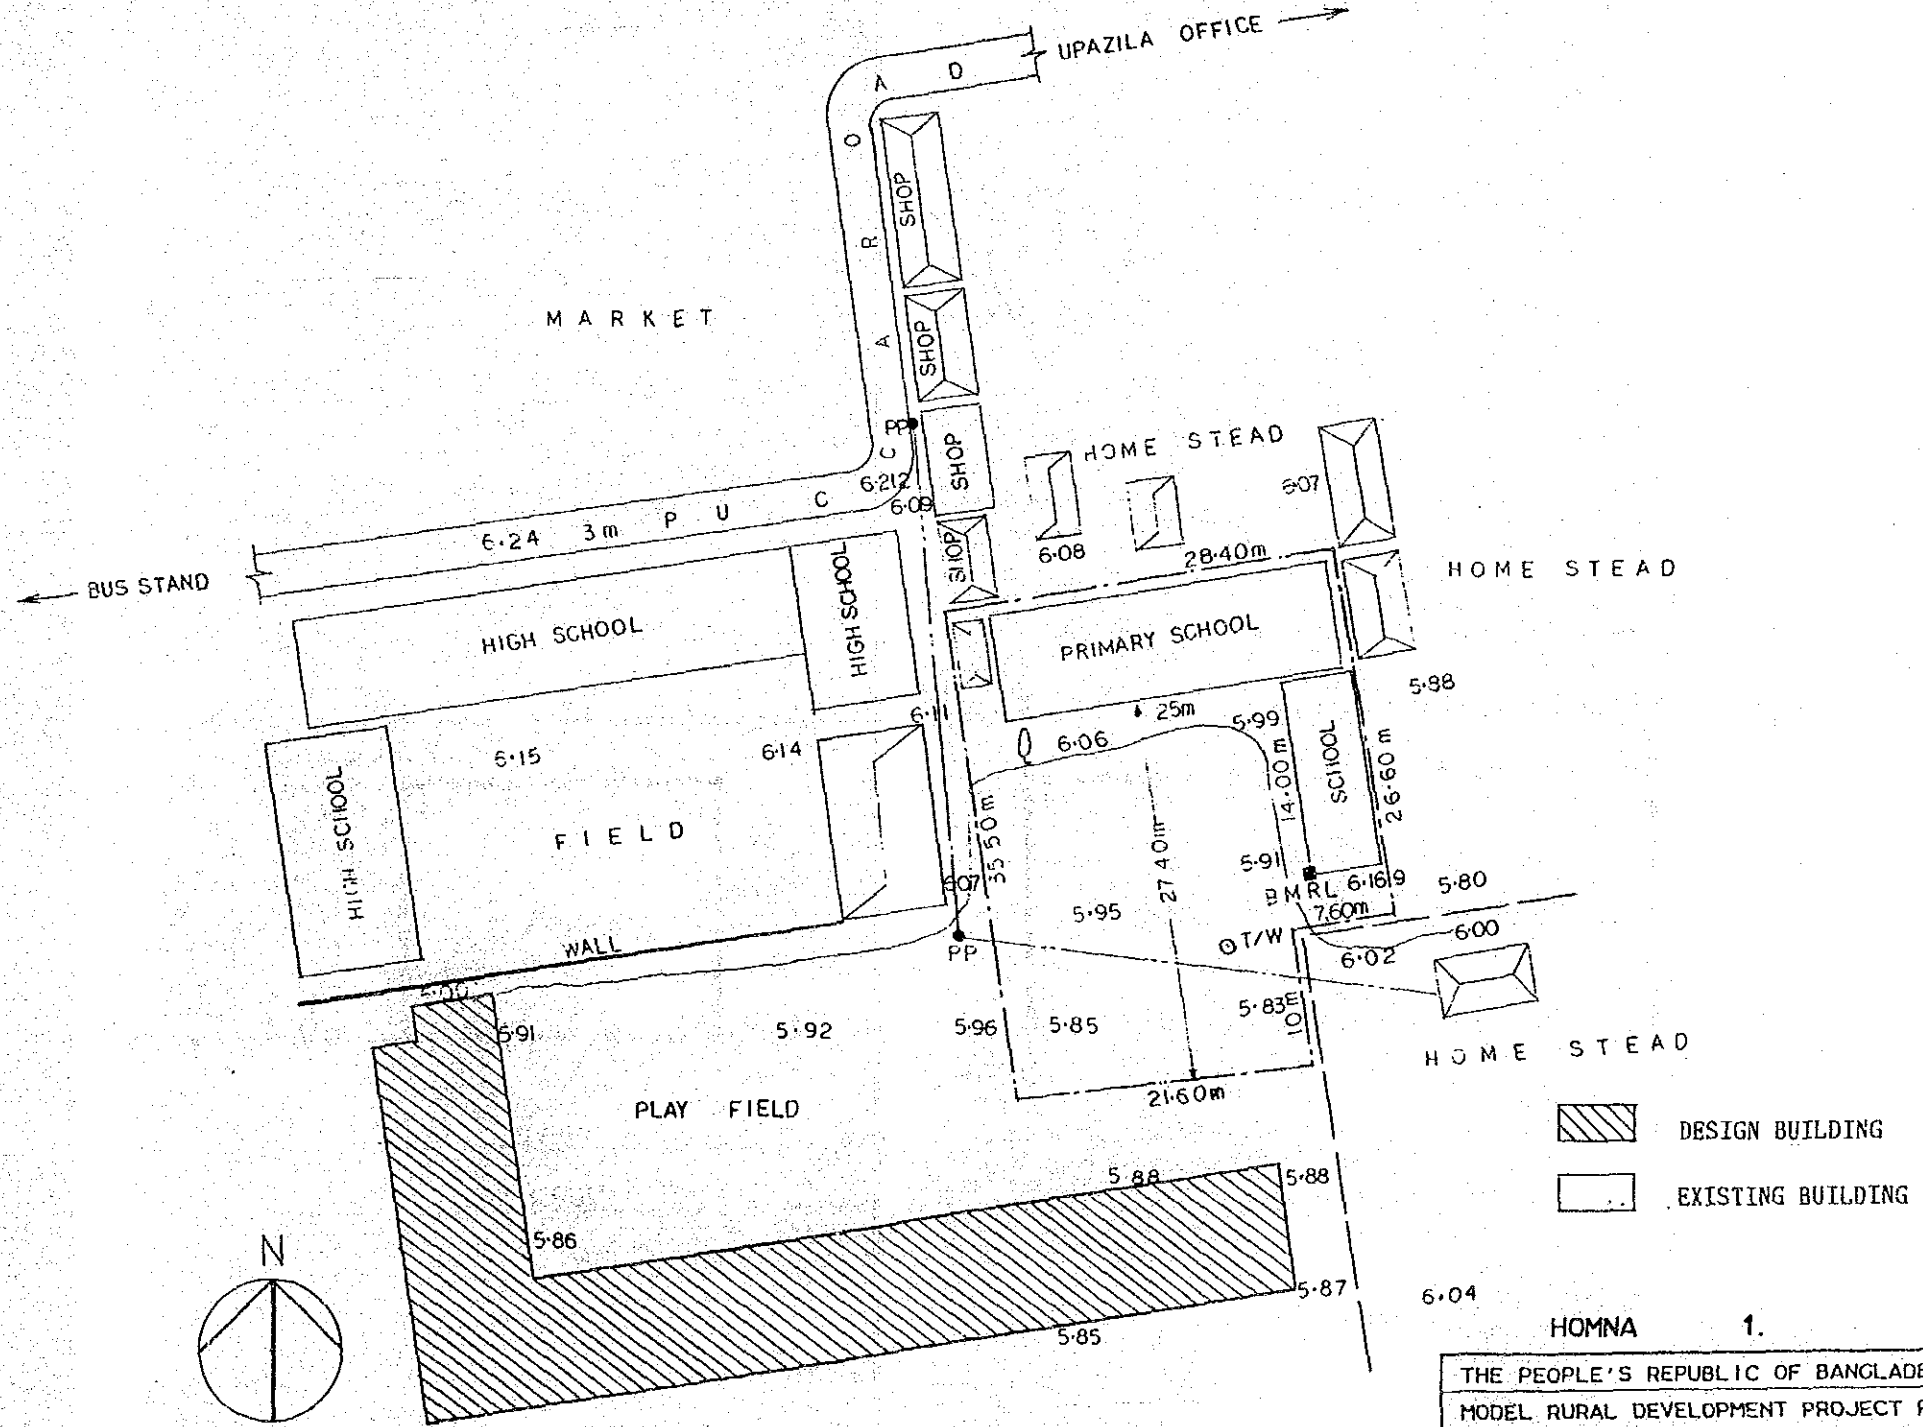 UPAZILA OFFICE
PUCCA ROAD
SHOP
SHOP
MARKET
PP
SHOP
HOME STEAD
6.07
6.212
6.09
6.24 3m
SHOP
6.08
28.40m
HOME STEAD
BUS STAND
HIGH SCHOOL
HIGH SCHOOL
PRIMARY SCHOOL
5.88
6.11
25m
5.99
6.15
6.14
6.06
HIGH SCHOOL
FIELD
35.50m
27.40m
14.00m
SCHOOL
26.60m
6.07
5.91
BMRL 6.169
5.80
5.95
7.60m
WALL
PP
T/W
6.00
6.02
5.91
5.92
5.96
5.85
5.83
10m
HOME STEAD
21.60m
PLAY FIELD
DESIGN BUILDING
5.88
5.88
EXISTING BUILDING
5.86
N
5.87
6.04
5.85
HOMNA 1.
THE PEOPLE'S REPUBLIC OF BANGLADE
MODEL RURAL DEVELOPMENT PROJECT